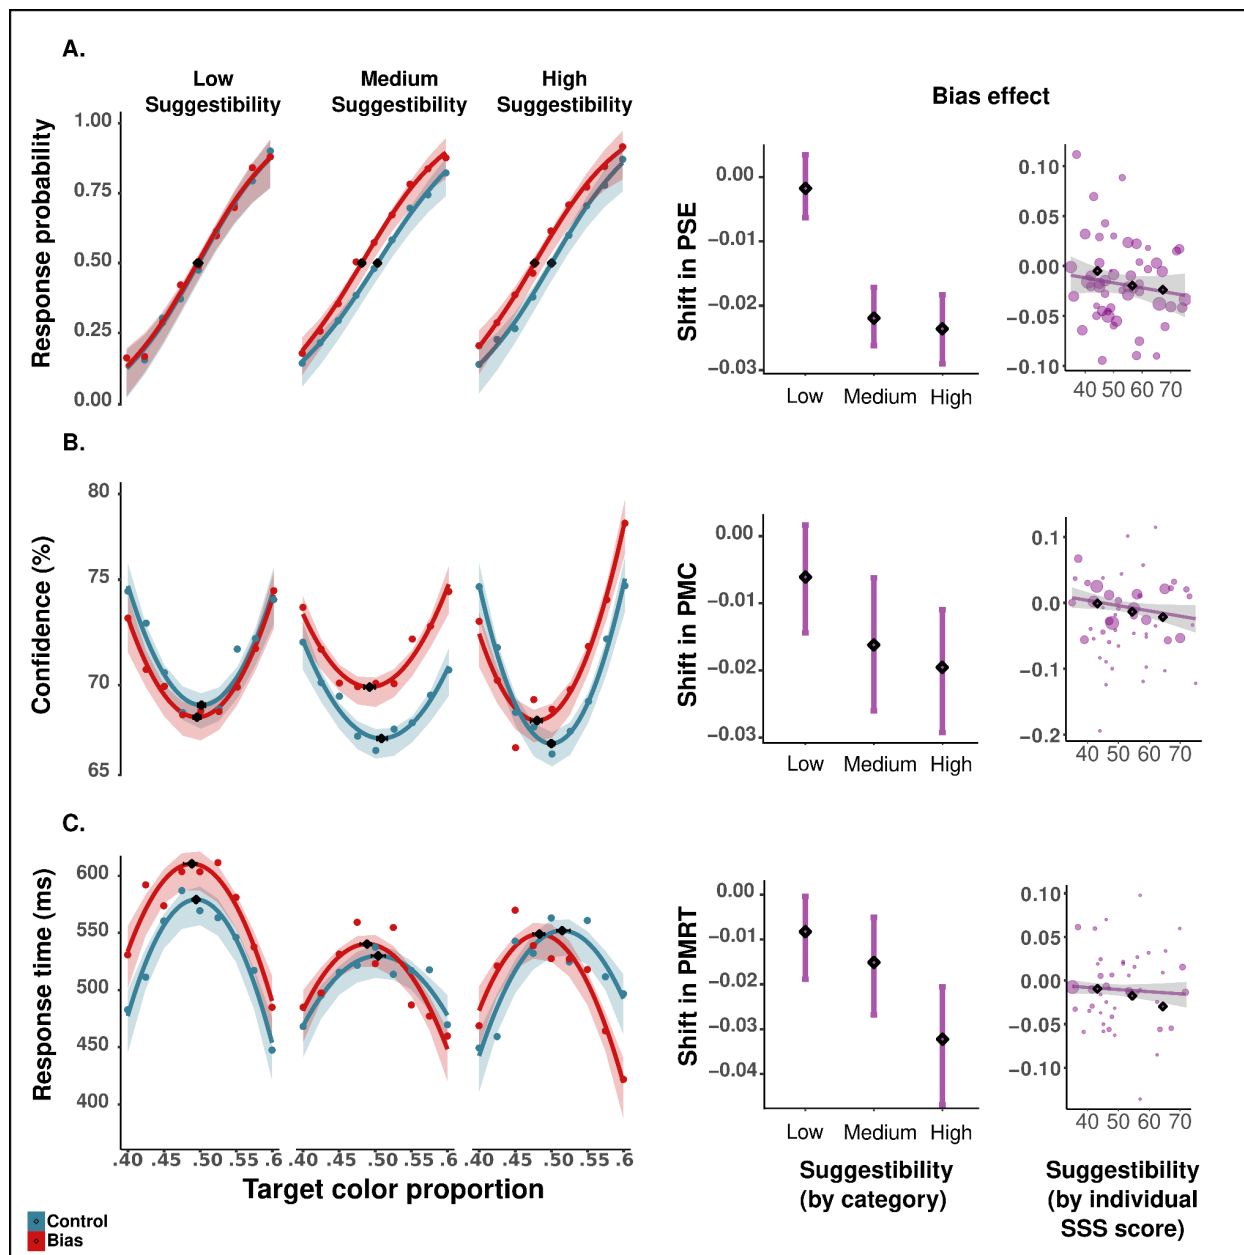 A.
Low Suggestibility
Medium Suggestibility
High Suggestibility
Bias effect
Response probability
1.00
0.75
0.50
0.25
0.00
Shift in PSE
0.00
−0.01
−0.02
−0.03
Low Medium High
0.10
0.05
0.00
−0.05
−0.10
40 50 60 70
B.
Confidence (%)
80
75
70
65
Shift in PMC
0.00
−0.01
−0.02
−0.03
Low Medium High
0.1
0.0
−0.1
−0.2
40 50 60 70
C.
Response time (ms)
600
550
500
450
400
.40 .45 .50 .55 .6
.40 .45 .50 .55 .6
.40 .45 .50 .55 .6
Target color proportion
Shift in PMRT
0.00
−0.01
−0.02
−0.03
−0.04
Low Medium High
Suggestibility
(by category)
0.10
0.05
0.00
−0.05
−0.10
40 50 60 70
Suggestibility
(by individual
SSS score)
Control
Bias